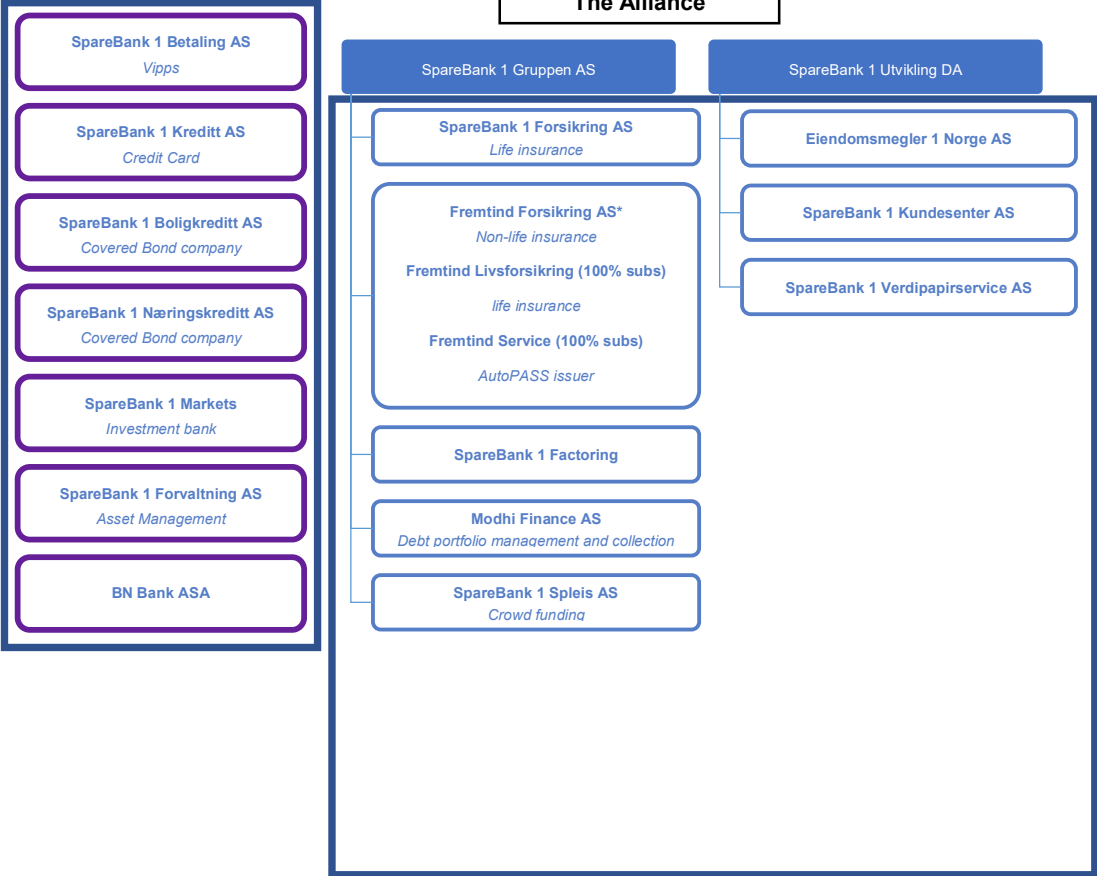 The Alliance
SpareBank 1 Betaling AS
Vipps
SpareBank 1 Kreditt AS
Credit Card
SpareBank 1 Boligkreditt AS
Covered Bond company
SpareBank 1 Næringskreditt AS
Covered Bond company
SpareBank 1 Markets
Investment bank
SpareBank 1 Forvaltning AS
Asset Management
BN Bank ASA
SpareBank 1 Gruppen AS
SpareBank 1 Forsikring AS
Life insurance
Fremtind Forsikring AS*
Non-life insurance
Fremtind Livsforsikring (100% subs)
life insurance
Fremtind Service (100% subs)
AutoPASS issuer
SpareBank 1 Factoring
Modhi Finance AS
Debt portfolio management and collection
SpareBank 1 Spleis AS
Crowd funding
SpareBank 1 Utvikling DA
Eiendomsmegler 1 Norge AS
SpareBank 1 Kundesenter AS
SpareBank 1 Verdipapirservice AS